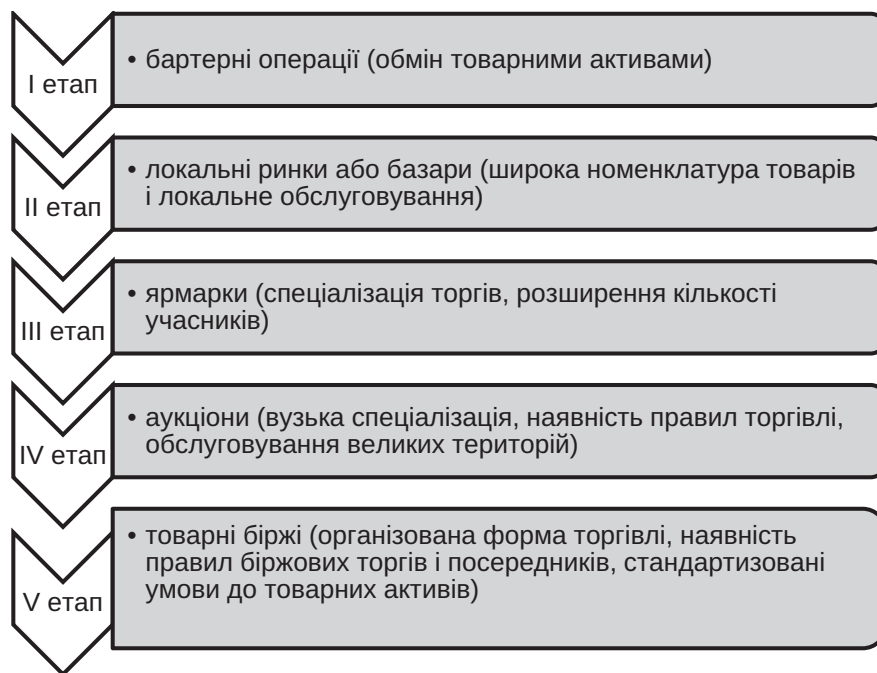 I етап
• бартерні операції (обмін товарними активами)
II етап
• локальні ринки або базари (широка номенклатура товарів
і локальне обслуговування)
III етап
• ярмарки (спеціалізація торгів, розширення кількості
учасників)
IV етап
• аукціони (вузька спеціалізація, наявність правил торгівлі,
обслуговування великих територій)
V етап
• товарні біржі (організована форма торгівлі, наявність
правил біржових торгів і посередників, стандартизовані
умови до товарних активів)